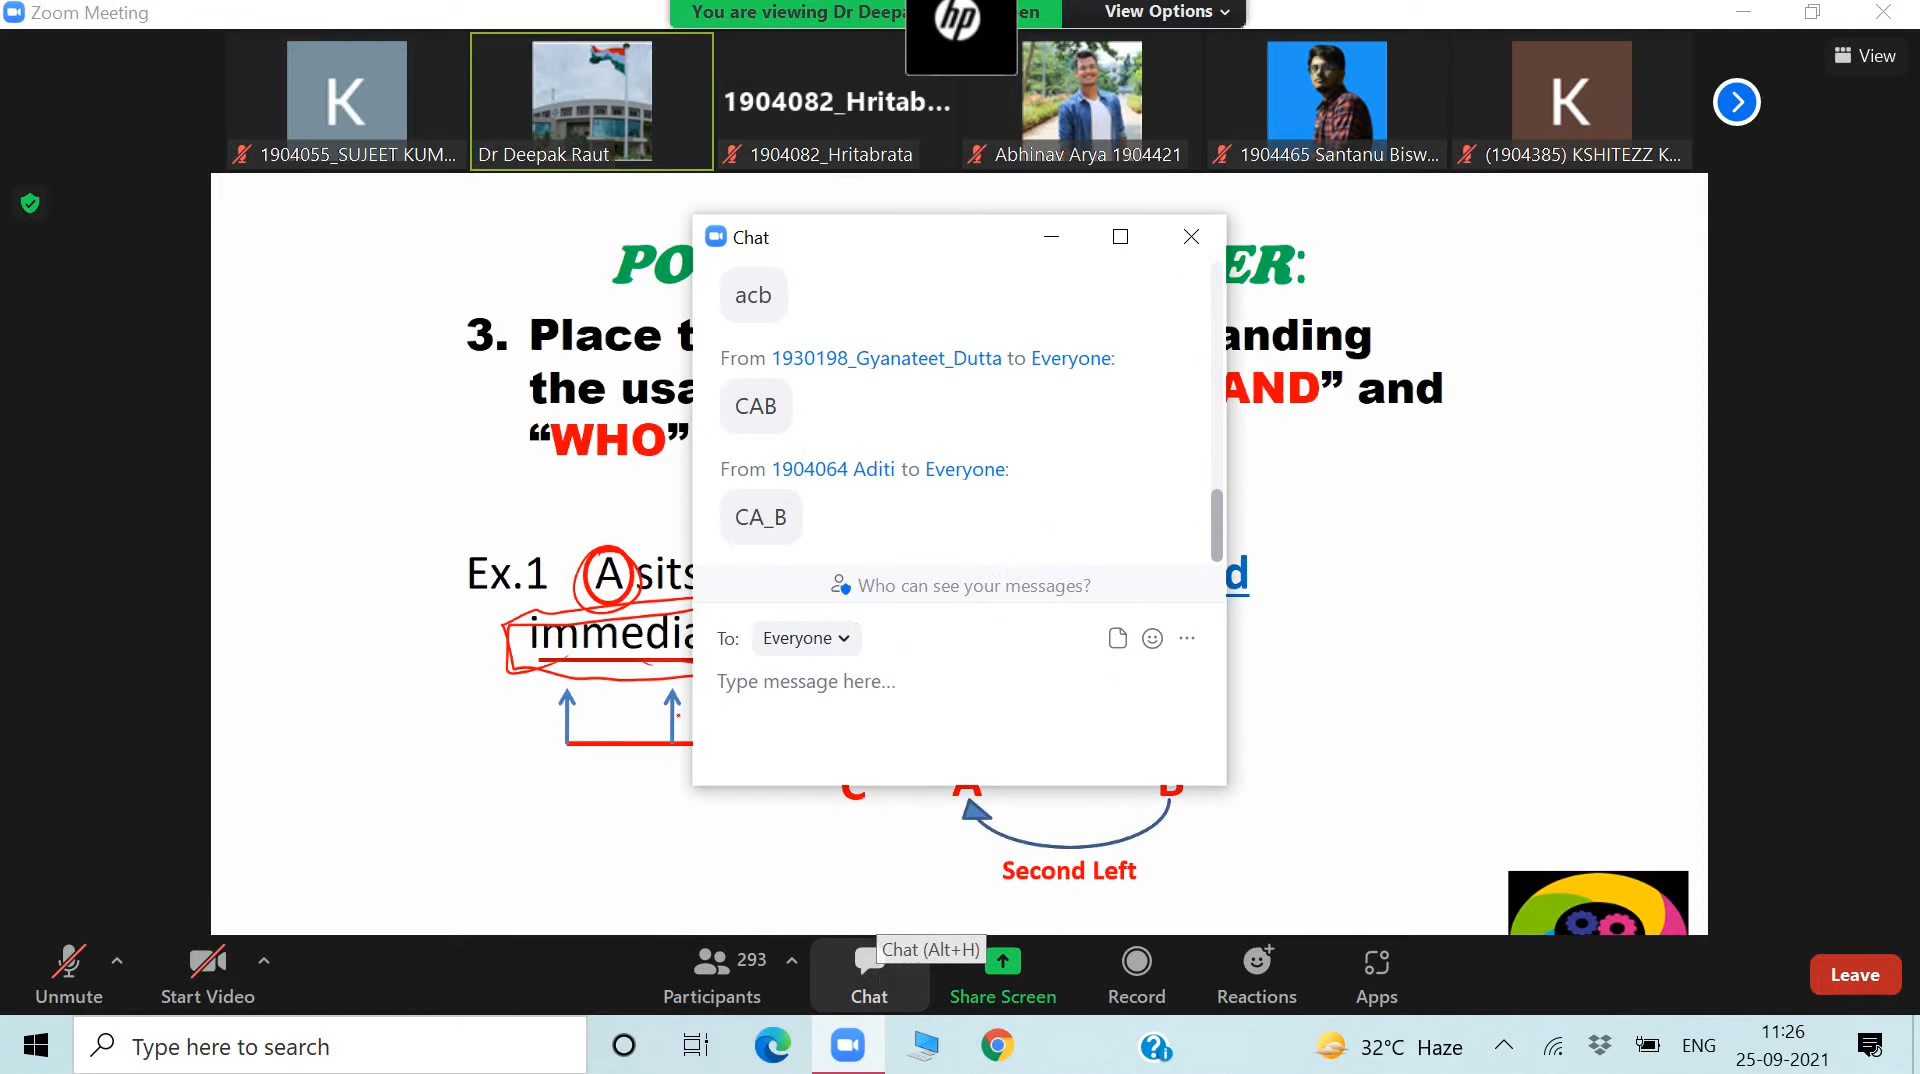 Zoom Meeting
You are viewing Dr Deepa
en
View Options
hp
View
K
1904055_SUJEET KUM...
Dr Deepak Raut
1904082_Hritab...
1904082_Hritabrata
Abhinav Arya 1904421
1904465 Santanu Bisw...
K
(1904385) KSHITEZZ K...
PO
ER:
3. Place t
anding
the usa
AND” and
“WHO”
Ex.1 A sits
d
immedia
C A B
Second Left
Chat
acb
From 1930198_Gyanateet_Dutta to Everyone:
CAB
From 1904064 Aditi to Everyone:
CA_B
Who can see your messages?
To: Everyone
Type message here...
Chat (Alt+H)
Unmute
Start Video
293
Participants
Chat
Share Screen
Record
Reactions
Apps
Leave
Type here to search
32°C Haze
ENG
11:26
25-09-2021